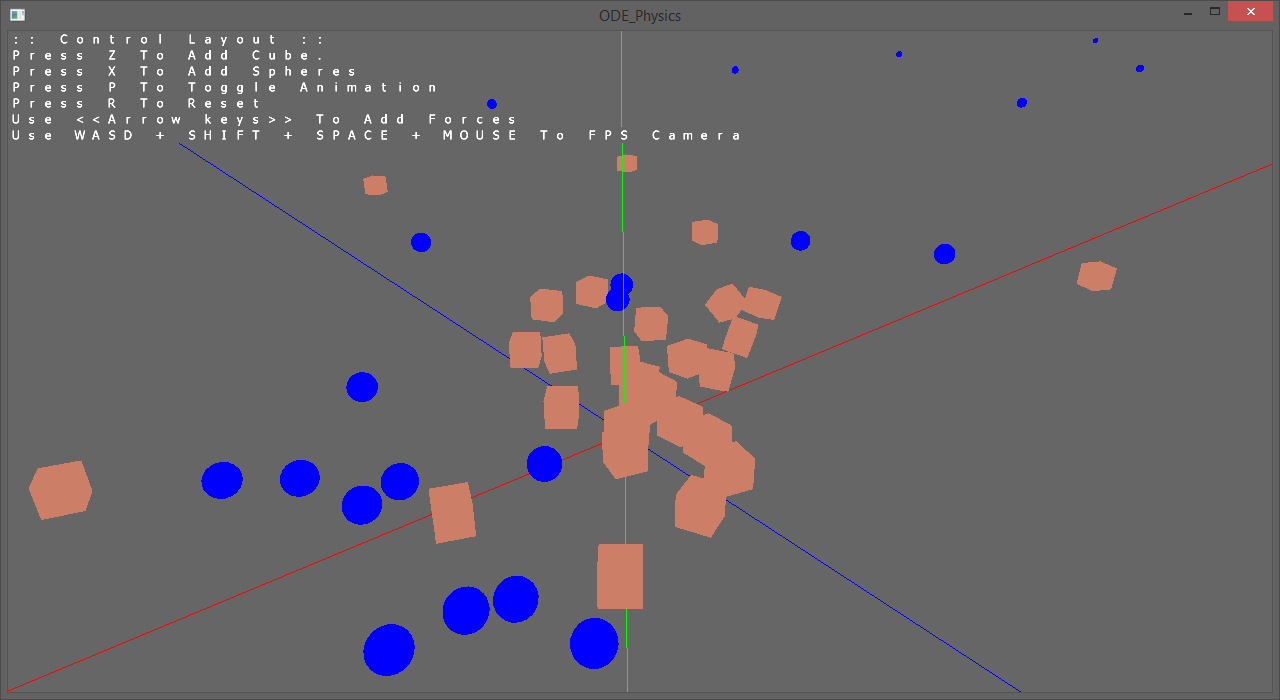 ODE_Physics
:: Control Layout ::
Press Z To Add Cube.
Press X To Add Spheres
Press P To Toggle Animation
Press R To Reset
Use <<Arrow keys>> To Add Forces
Use WASD + SHIFT + SPACE + MOUSE To FPS Camera